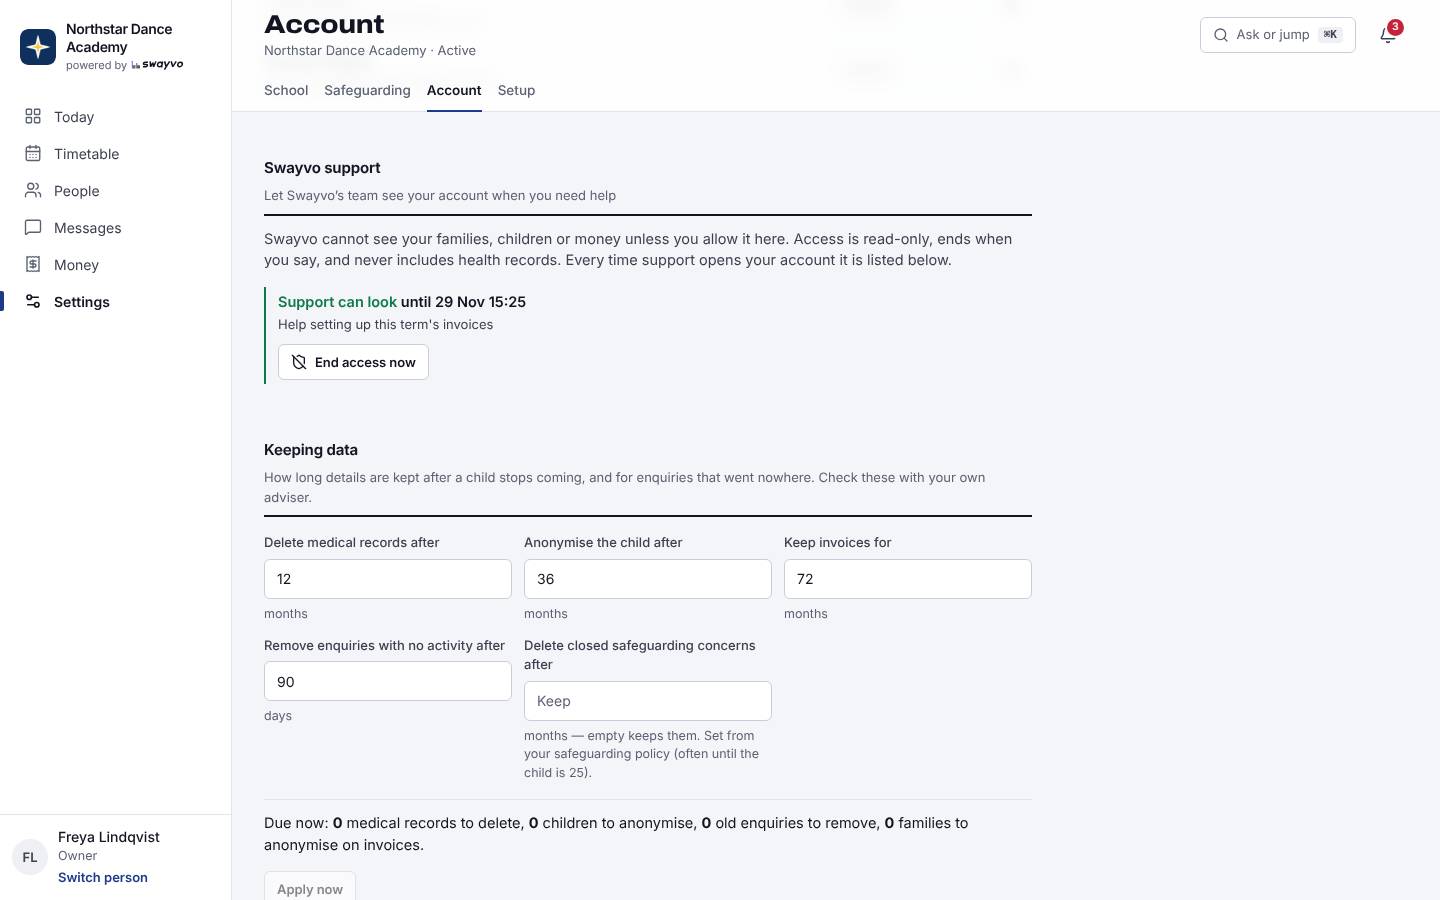 Northstar Dance
Academy
powered by swayvo
Today
Timetable
People
Messages
Money
Settings
Freya Lindqvist
FL
Owner
Switch person
Account
Northstar Dance Academy · Active
Ask or jump ⌘K
3
School Safeguarding Account Setup
Swayvo support
Let Swayvo’s team see your account when you need help
Swayvo cannot see your families, children or money unless you allow it here. Access is read-only, ends when
you say, and never includes health records. Every time support opens your account it is listed below.
Support can look until 29 Nov 15:25
Help setting up this term's invoices
End access now
Keeping data
How long details are kept after a child stops coming, and for enquiries that went nowhere. Check these with your own
adviser.
Delete medical records after
12
months
Anonymise the child after
36
months
Keep invoices for
72
months
Remove enquiries with no activity after
90
days
Delete closed safeguarding concerns
after
Keep
months — empty keeps them. Set from
your safeguarding policy (often until the
child is 25).
Due now: 0 medical records to delete, 0 children to anonymise, 0 old enquiries to remove, 0 families to
anonymise on invoices.
Apply now